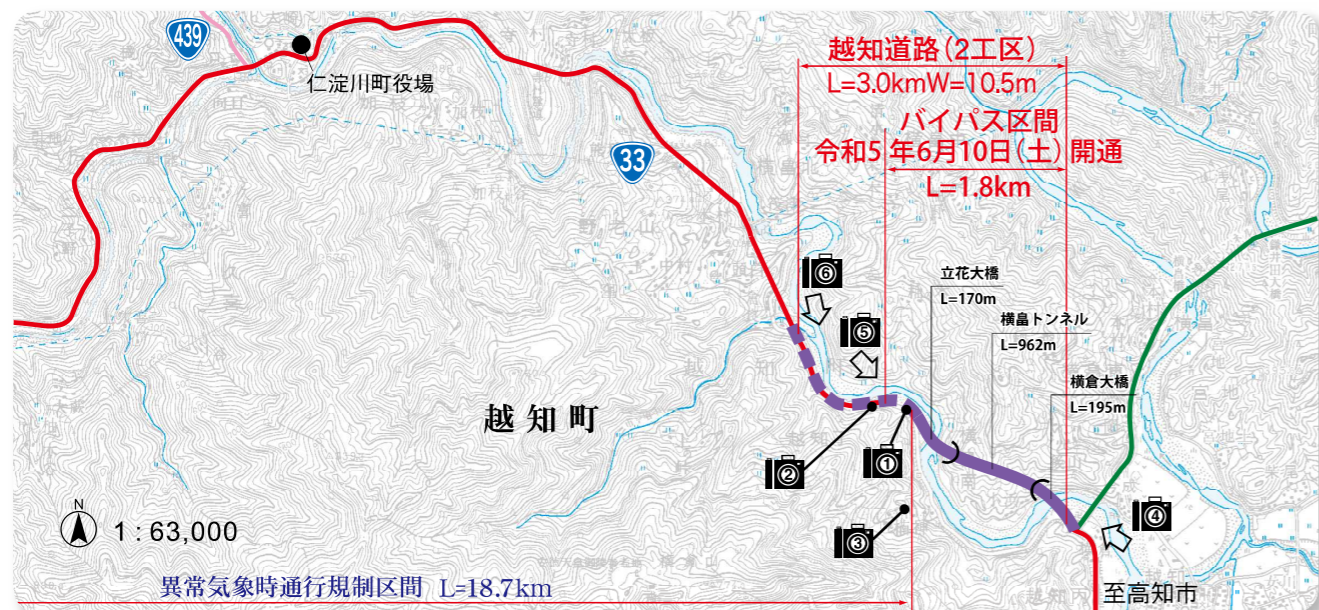 439
仁淀川町役場
33
越知道路(2工区)
L=3.0kmW=10.5m
バイパス区間
令和5年6月10日(土)開通
L=1.8km
⑥
⑤
立花大橋
L=170m
横畠トンネル
L=962m
横倉大橋
L=195m
越知町
②
①
③
④
N
1:63,000
異常気象時通行規制区間 L=18.7km
至高知市